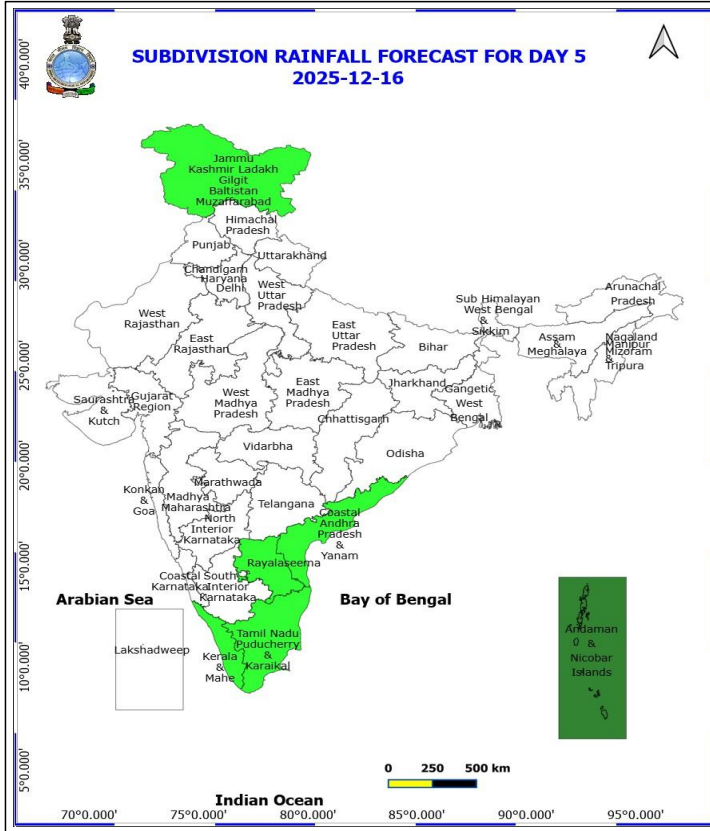 SUBDIVISION RAINFALL FORECAST FOR DAY 5
2025-12-16
40°0.000'
35°0.000'
30°0.000'
25°0.000'
20°0.000'
15°0.000'
10°0.000'
5°0.000'
Jammu
Kashmir Ladakh
Gilgit
Baltistan
Muzaffarabad
Himachal
Pradesh
Punjab
Uttarakhand
Chandigarh
Haryana
Delhi
West
Uttar
Pradesh
Arunachal
Pradesh
West
Rajasthan
Sub Himalayan
West Bengal
&
Sikkim
East
Rajasthan
East
Uttar
Pradesh
Bihar
Assam
&
Meghalaya
Nagaland
Manipur
Mizoram
&
Tripura
Saurashtra
&
Kutch
Gujarat
Region
West
Madhya
Pradesh
East
Madhya
Pradesh
Jharkhand
Gangetic
West
Bengal
Chhattisgarh
Vidarbha
Odisha
Konkan
&
Goa
Marathwada
Madhya
Maharashtra
Telangana
North
Interior
Karnataka
Coastal
Andhra
Pradesh
&
Yanam
Rayalaseema
Coastal
Karnataka
South
Interior
Karnataka
Arabian Sea
Bay of Bengal
Lakshadweep
Kerala
&
Mahe
Tamil Nadu
Puducherry
&
Karaikal
Andaman
&
Nicobar
Islands
0 250 500 km
Indian Ocean
70°0.000' 75°0.000' 80°0.000' 85°0.000' 90°0.000' 95°0.000'